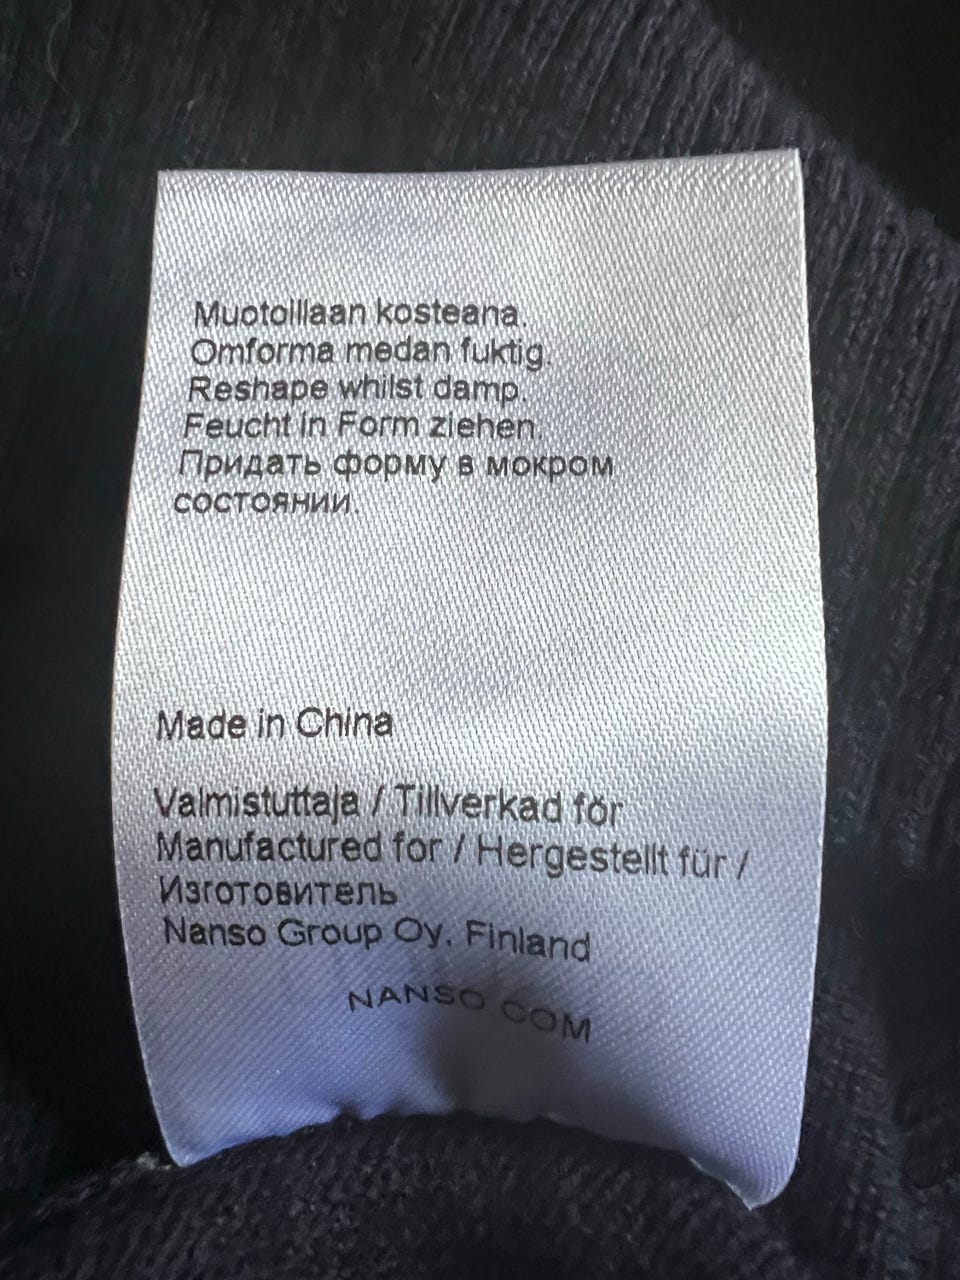 Muotoillaan kosteana.
Omforma medan fuktig.
Reshape whilst damp.
Feucht in Form ziehen.
Придать форму в мокром
состоянии.
Made in China
Valmistuttaja / Tillverkad för
Manufactured for / Hergestellt für /
Изготовитель
Nanso Group Oy, Finland
NANSO.COM